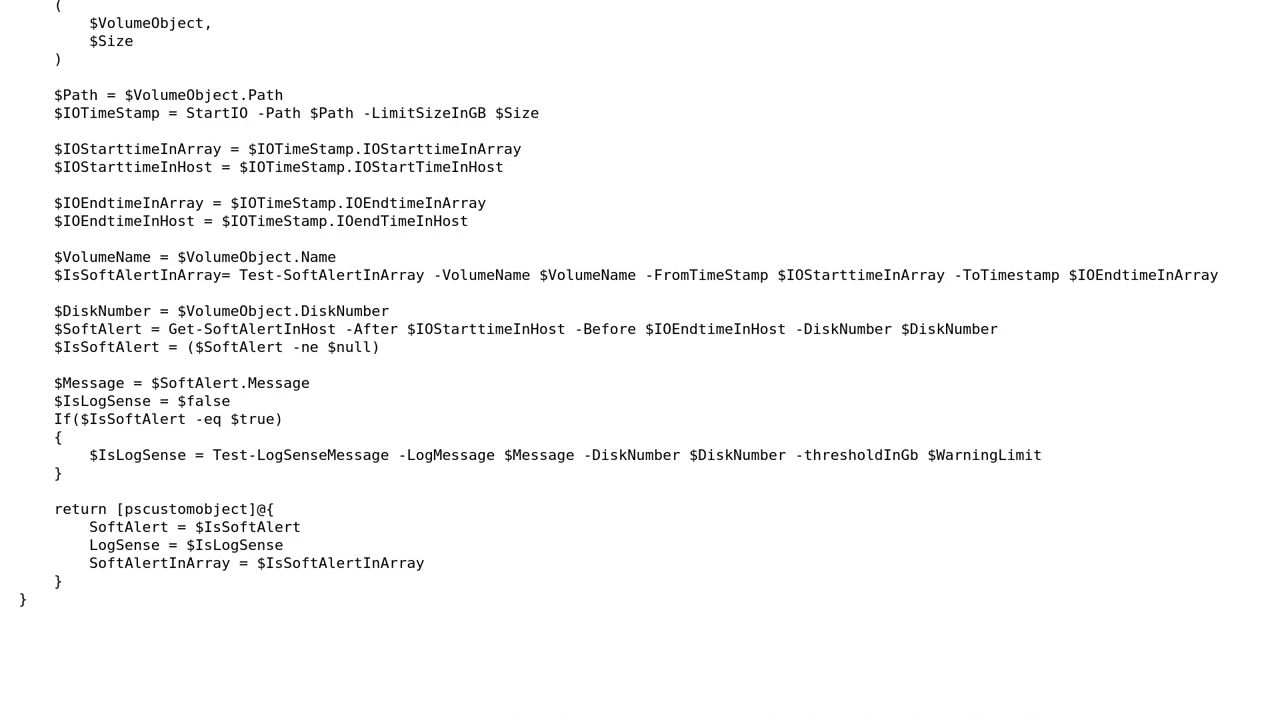 (
$VolumeObject,
$Size
)
$Path = $VolumeObject.Path
$IOTimeStamp = StartIO -Path $Path -LimitSizeInGB $Size
$IOStarttimeInArray = $IOTimeStamp.IOStarttimeInArray
$IOStarttimeInHost = $IOTimeStamp.IOStartTimeInHost
$IOEndtimeInArray = $IOTimeStamp.IOEndtimeInArray
$IOEndtimeInHost = $IOTimeStamp.IOendTimeInHost
$VolumeName = $VolumeObject.Name
$IsSoftAlertInArray= Test-SoftAlertInArray -VolumeName $VolumeName -FromTimeStamp $IOStarttimeInArray -ToTimestamp $IOEndtimeInArray
$DiskNumber = $VolumeObject.DiskNumber
$SoftAlert = Get-SoftAlertInHost -After $IOStarttimeInHost -Before $IOEndtimeInHost -DiskNumber $DiskNumber
$IsSoftAlert = ($SoftAlert -ne $null)
$Message = $SoftAlert.Message
$IsLogSense = $false
If($IsSoftAlert -eq $true)
{
$IsLogSense = Test-LogSenseMessage -LogMessage $Message -DiskNumber $DiskNumber -thresholdInGb $WarningLimit
}
return [pscustomobject]@{
SoftAlert = $IsSoftAlert
LogSense = $IsLogSense
SoftAlertInArray = $IsSoftAlertInArray
}
}